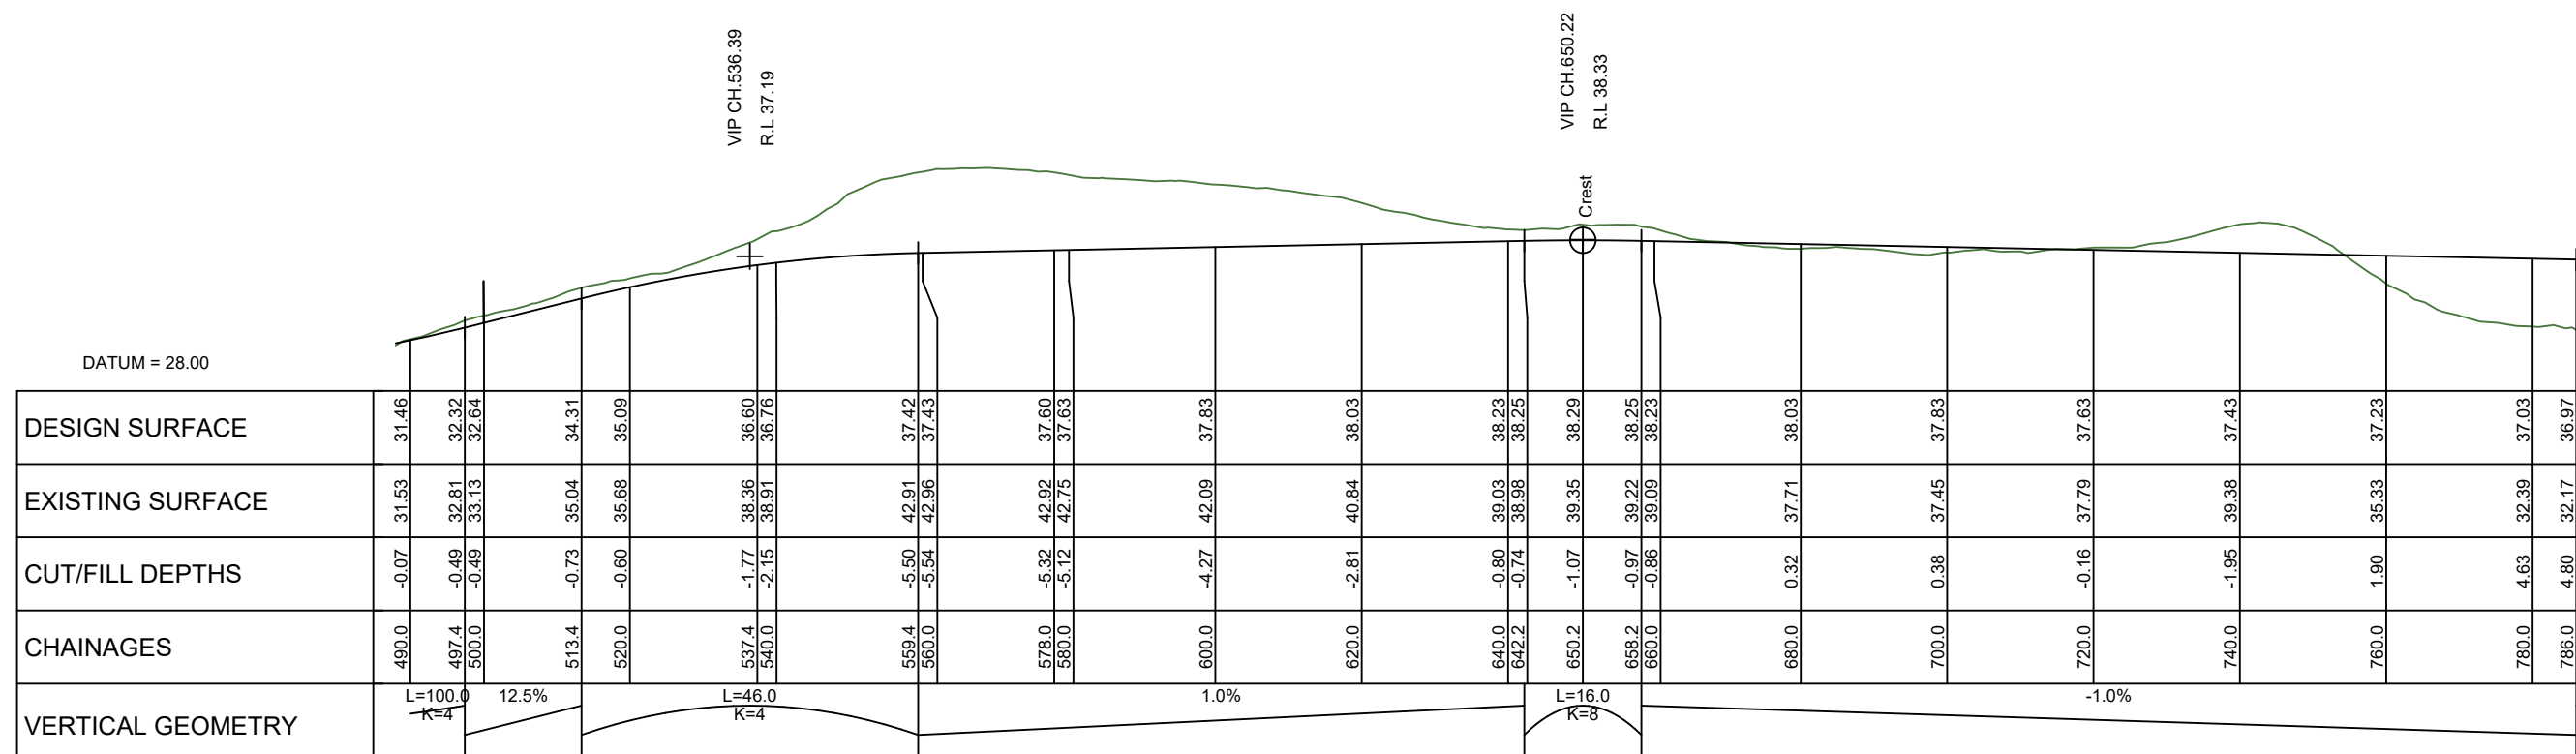 VIP CH.536.39
R.L 37.19
VIP CH.650.22
R.L 38.33
Crest
DATUM = 28.00
DESIGN SURFACE 31.46 32.32 32.64 34.31 35.09 36.60 36.76 37.42 37.43 37.60 37.63 37.83 38.03 38.23 38.25 38.29 38.25 38.23 38.03 37.83 37.63 37.43 37.23 37.03 36.97
EXISTING SURFACE 31.53 32.81 33.13 35.04 35.68 38.36 38.91 42.91 42.96 42.92 42.75 42.09 40.84 39.03 38.98 39.35 39.22 39.09 37.71 37.45 37.79 39.38 35.33 32.39 32.17
CUT/FILL DEPTHS -0.07 -0.49 -0.49 -0.73 -0.60 -1.77 -2.15 -5.50 -5.54 -5.32 -5.12 -4.27 -2.81 -0.80 -0.74 -1.07 -0.97 -0.86 0.32 0.38 -0.16 -1.95 1.90 4.63 4.80
CHAINAGES 490.0 497.4 500.0 513.4 520.0 537.4 540.0 559.4 560.0 578.0 580.0 600.0 620.0 640.0 642.2 650.2 658.2 660.0 680.0 700.0 720.0 740.0 760.0 780.0 786.0
L=100.0 12.5% L=46.0 1.0% L=16.0 -1.0%
K=4 K=4 K=8
VERTICAL GEOMETRY